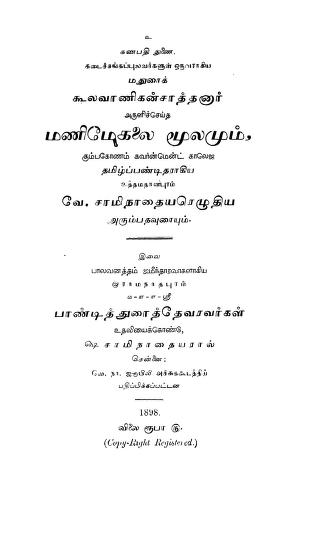 உ
கணபதி துணை.
கடைச்சங்கப்புலவர்களுள் ஒருவராகிய
மதுரைக்
கூலவாணிகன்சாத்தனார்
அருளிச்செய்த
மணிமேகலை மூலமும்,
கும்பகோணம் கவர்ன்மெண்ட் காலேஜ்
தமிழ்ப்பண்டிதராகிய
உத்தமதானபுரம்
வே. சாமிநாதையரெழுதிய
அரும்பதவுரையும்.
இவை
பாலவனத்தம் ஜமீந்தாரவர்களாகிய
இராமநாதபுரம்
ம-ள-ள-ஸ்ரீ
பாண்டித்துரைத்தேவரவர்கள்
உதவியைக்கொண்டு,
௸ சாமிநாதையரால்
சென்னை:
வே. நா. ஜூபிலி அச்சுக்கூடத்திற்
பதிப்பிக்கப்பட்டன
1898.
விலை ரூபா
(Copy-Right Registered.)